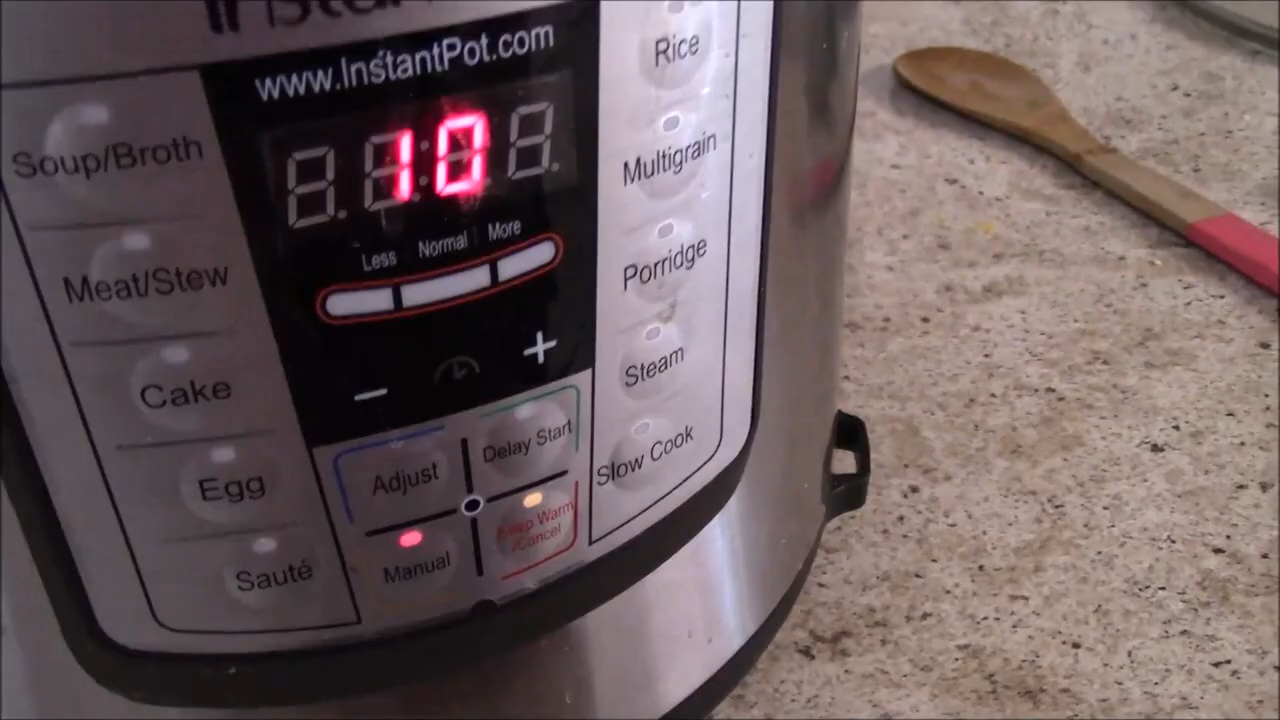 www.InstantPot.com
10
Less Normal More
− +
Soup/Broth
Meat/Stew
Cake
Egg
Sauté
Adjust
Delay Start
Manual
Keep Warm
/Cancel
Rice
Multigrain
Porridge
Steam
Slow Cook